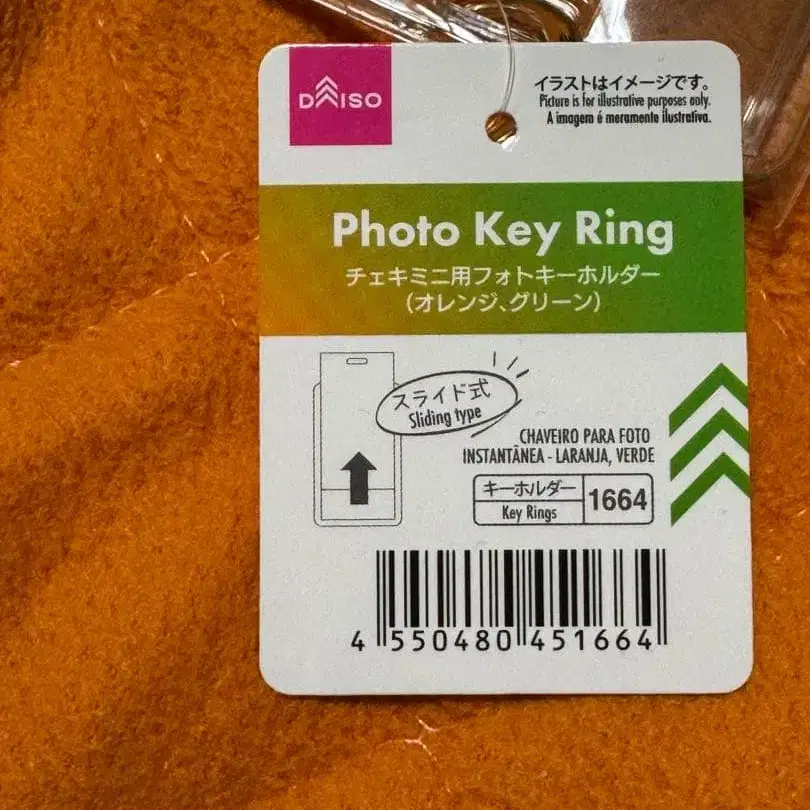 DAISO
イラストはイメージです。
Picture is for illustrative purposes only.
A imagem é meramente ilustrativa.
Photo Key Ring
チェキミニ用フォトキーホルダー
(オレンジ、グリーン)
スライド式
Sliding type
CHAVEIRO PARA FOTO
INSTANTÂNEA - LARANJA, VERDE
キーホルダー
Key Rings
1664
4 550480 451664